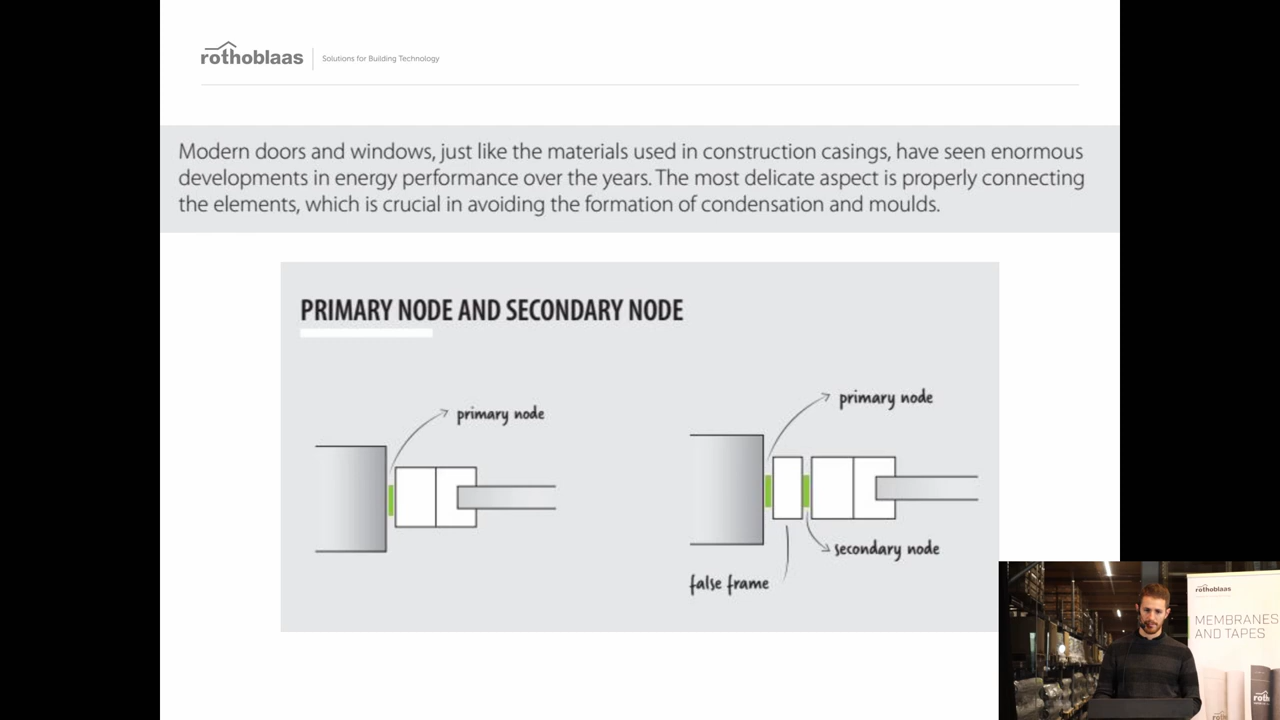 rothoblaas
Solutions for Building Technology
Modern doors and windows, just like the materials used in construction casings, have seen enormous
developments in energy performance over the years. The most delicate aspect is properly connecting
the elements, which is crucial in avoiding the formation of condensation and moulds.
PRIMARY NODE AND SECONDARY NODE
primary node
primary node
secondary node
false frame
rothoblaas
MEMBRANES
AND TAPES